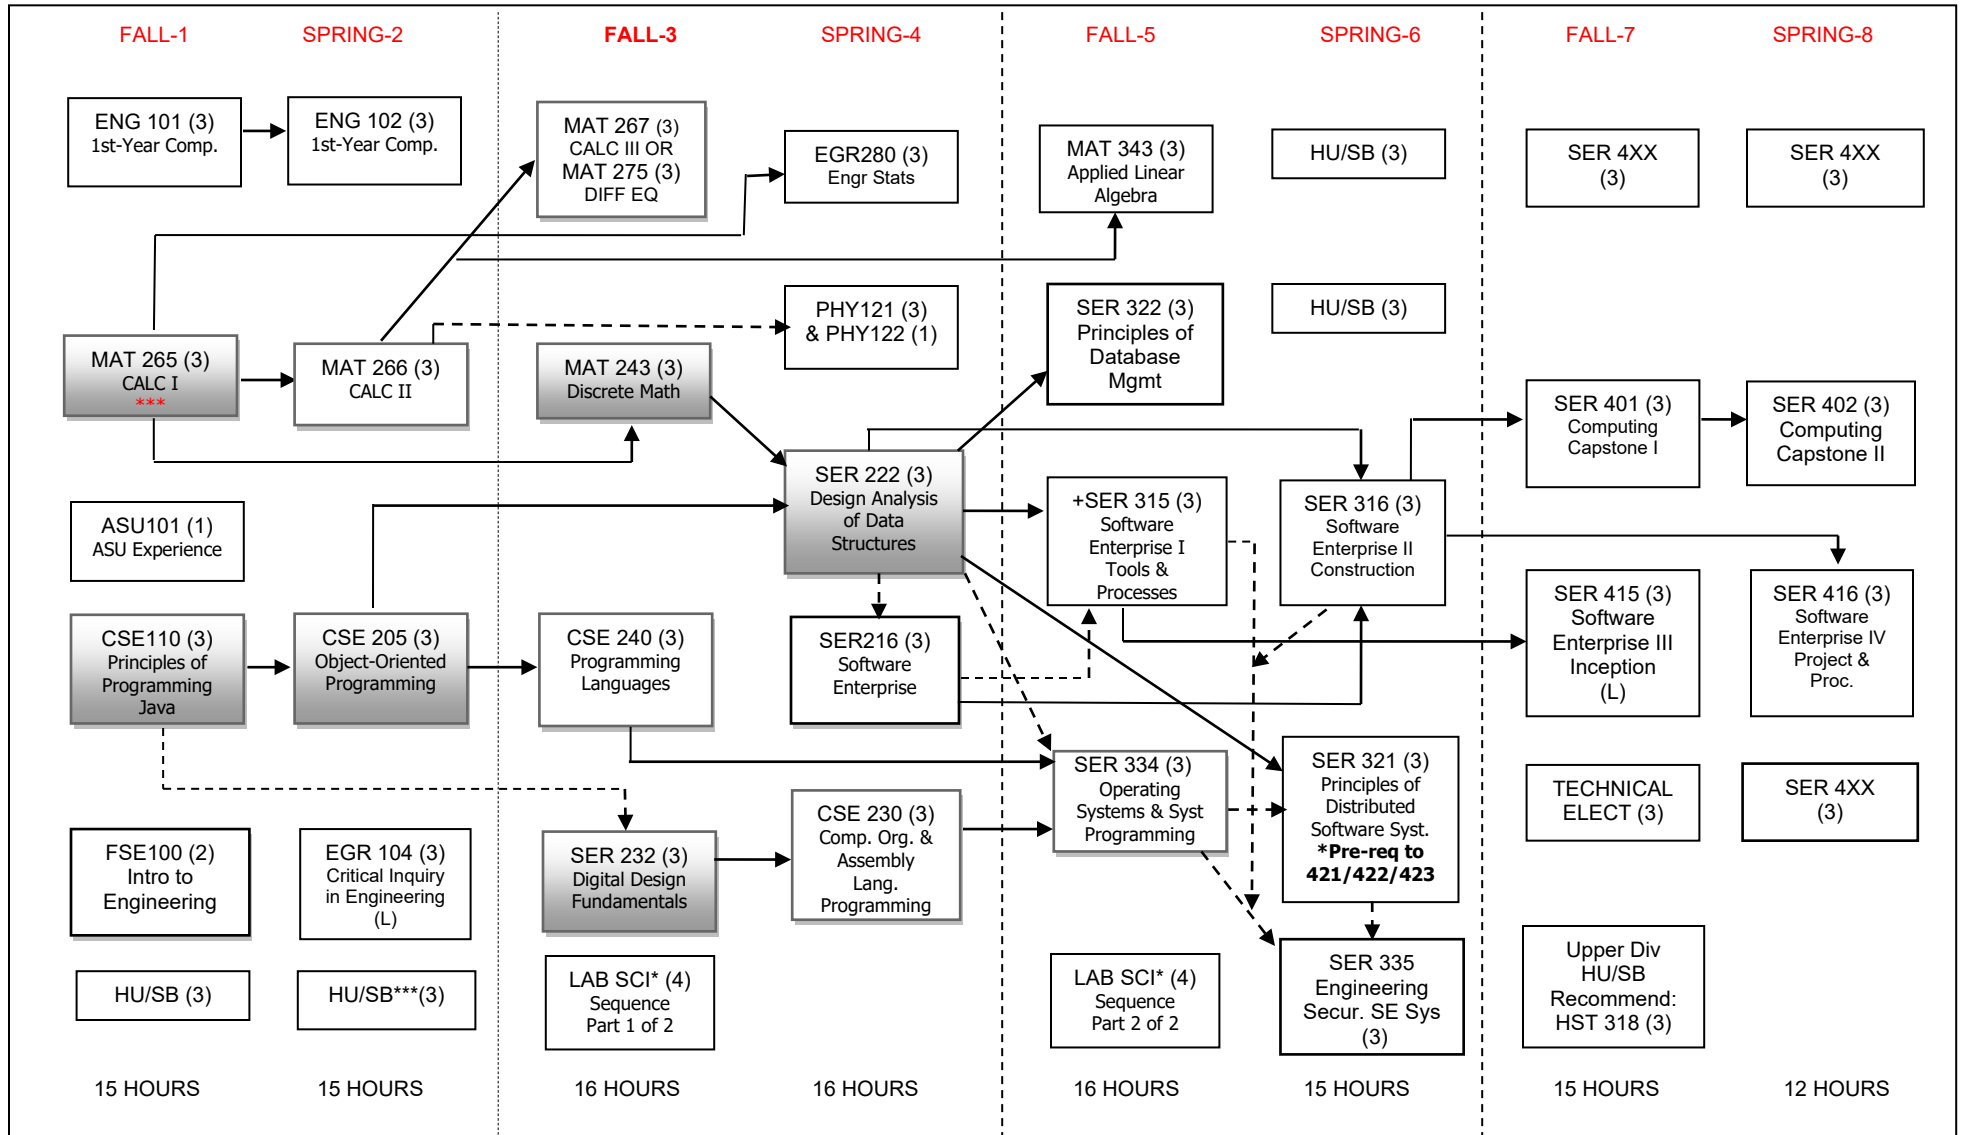 FALL-1
SPRING-2
FALL-3
SPRING-4
FALL-5
SPRING-6
FALL-7
SPRING-8
ENG 101 (3)
1st-Year Comp.
ENG 102 (3)
1st-Year Comp.
MAT 267 (3)
CALC III OR
MAT 275 (3)
DIFF EQ
EGR280 (3)
Engr Stats
MAT 343 (3)
Applied Linear
Algebra
HU/SB (3)
SER 4XX
(3)
SER 4XX
(3)
MAT 265 (3)
CALC I
***
MAT 266 (3)
CALC II
MAT 243 (3)
Discrete Math
PHY121 (3)
& PHY122 (1)
SER 322 (3)
Principles of
Database
Mgmt
HU/SB (3)
SER 401 (3)
Computing
Capstone I
SER 402 (3)
Computing
Capstone II
ASU101 (1)
ASU Experience
SER 222 (3)
Design Analysis
of Data
Structures
+SER 315 (3)
Software
Enterprise I
Tools &
Processes
SER 316 (3)
Software
Enterprise II
Construction
SER 415 (3)
Software
Enterprise III
Inception
(L)
SER 416 (3)
Software
Enterprise IV
Project &
Proc.
CSE110 (3)
Principles of
Programming
Java
CSE 205 (3)
Object-Oriented
Programming
CSE 240 (3)
Programming
Languages
SER216 (3)
Software
Enterprise
SER 334 (3)
Operating
Systems & Syst
Programming
SER 321 (3)
Principles of
Distributed
Software Syst.
*Pre-req to
421/422/423
TECHNICAL
ELECT (3)
SER 4XX
(3)
FSE100 (2)
Intro to
Engineering
EGR 104 (3)
Critical Inquiry
in Engineering
(L)
SER 232 (3)
Digital Design
Fundamentals
CSE 230 (3)
Comp. Org. &
Assembly
Lang.
Programming
HU/SB (3)
HU/SB***(3)
LAB SCI* (4)
Sequence
Part 1 of 2
LAB SCI* (4)
Sequence
Part 2 of 2
SER 335
Engineering
Secur. SE Sys
(3)
Upper Div
HU/SB
Recommend:
HST 318 (3)
15 HOURS
15 HOURS
16 HOURS
16 HOURS
16 HOURS
15 HOURS
15 HOURS
12 HOURS